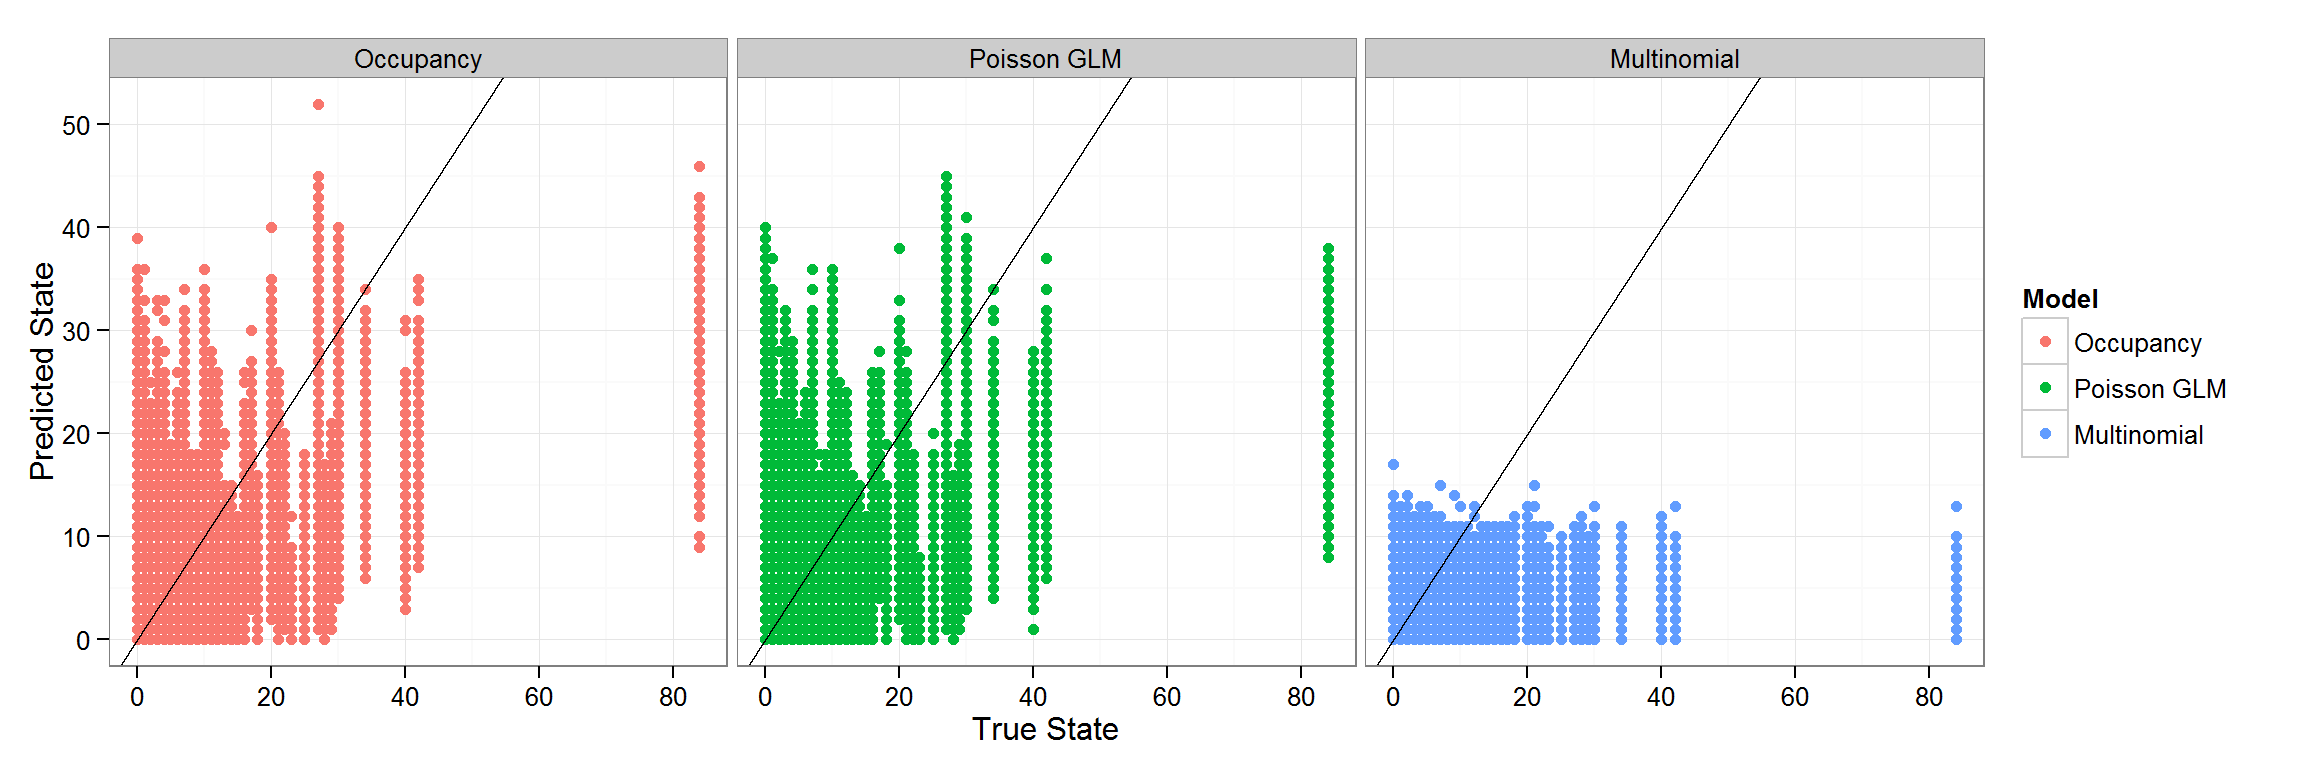 Occupancy Poisson GLM Multinomial
50
40
30
20
10
0
Predicted State
0 20 40 60 80 0 20 40 60 80 0 20 40 60 80
True State
Model
Occupancy
Poisson GLM
Multinomial